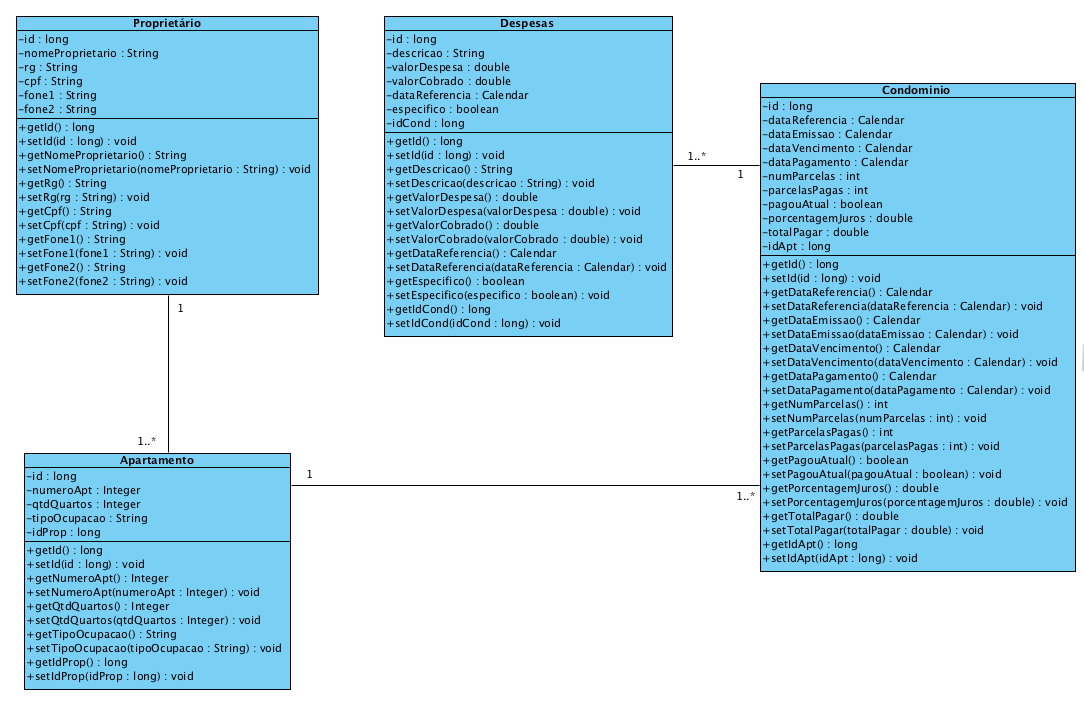 Proprietário
-id : long
-nomeProprietario : String
-rg : String
-cpf : String
-fone1 : String
-fone2 : String
+getId() : long
+setId(id : long) : void
+getNomeProprietario() : String
+setNomeProprietario(nomeProprietario : String) : void
+getRg() : String
+setRg(rg : String) : void
+getCpf() : String
+setCpf(cpf : String) : void
+getFone1() : String
+setFone1(fone1 : String) : void
+getFone2() : String
+setFone2(fone2 : String) : void
1
1..*
Despesas
-id : long
-descricao : String
-valorDespesa : double
-valorCobrado : double
-dataReferencia : Calendar
-especifico : boolean
-idCond : long
+getId() : long
+setId(id : long) : void
+getDescricao() : String
+setDescricao(descricao : String) : void
+getValorDespesa() : double
+setValorDespesa(valorDespesa : double) : void
+getValorCobrado() : double
+setValorCobrado(valorCobrado : double) : void
+getDataReferencia() : Calendar
+setDataReferencia(dataReferencia : Calendar) : void
+getEspecifico() : boolean
+setEspecifico(especifico : boolean) : void
+getIdCond() : long
+setIdCond(idCond : long) : void
1..*
1
Condominio
-id : long
-dataReferencia : Calendar
-dataEmissao : Calendar
-dataVencimento : Calendar
-dataPagamento : Calendar
-numParcelas : int
-parcelasPagas : int
-pagouAtual : boolean
-porcentagemJuros : double
-totalPagar : double
-idApt : long
+getId() : long
+setId(id : long) : void
+getDataReferencia() : Calendar
+setDataReferencia(dataReferencia : Calendar) : void
+getDataEmissao() : Calendar
+setDataEmissao(dataEmissao : Calendar) : void
+getDataVencimento() : Calendar
+setDataVencimento(dataVencimento : Calendar) : void
+getDataPagamento() : Calendar
+setDataPagamento(dataPagamento : Calendar) : void
+getNumParcelas() : int
+setNumParcelas(numParcelas : int) : void
+getParcelasPagas() : int
+setParcelasPagas(parcelasPagas : int) : void
+getPagouAtual() : boolean
+setPagouAtual(pagouAtual : boolean) : void
+getPorcentagemJuros() : double
+setPorcentagemJuros(porcentagemJuros : double) : void
+getTotalPagar() : double
+setTotalPagar(totalPagar : double) : void
+getIdApt() : long
+setIdApt(idApt : long) : void
Apartamento
-id : long
-numeroApt : Integer
-qtdQuartos : Integer
-tipoOcupacao : String
-idProp : long
+getId() : long
+setId(id : long) : void
+getNumeroApt() : Integer
+setNumeroApt(numeroApt : Integer) : void
+getQtdQuartos() : Integer
+setQtdQuartos(qtdQuartos : Integer) : void
+getTipoOcupacao() : String
+setTipoOcupacao(tipoOcupacao : String) : void
+getIdProp() : long
+setIdProp(idProp : long) : void
1
1..*